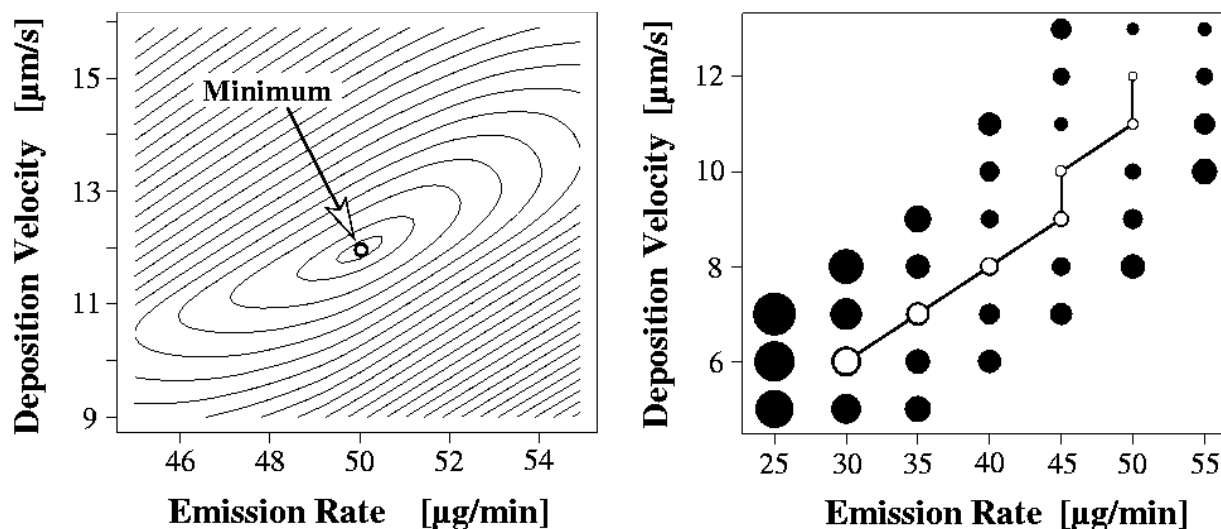 Deposition Velocity [µm/s]
15
13
11
9
Minimum
46 48 50 52 54
Emission Rate [µg/min]
Deposition Velocity [µm/s]
12
10
8
6
25 30 35 40 45 50 55
Emission Rate [µg/min]